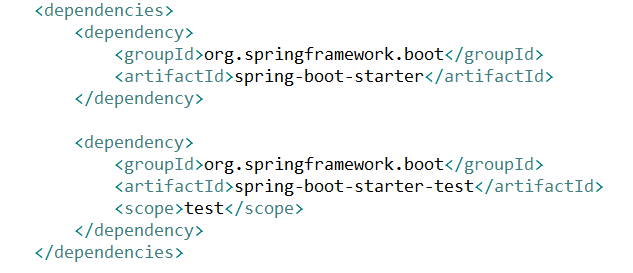 <dependencies>
<dependency>
<groupId>org.springframework.boot</groupId>
<artifactId>spring-boot-starter</artifactId>
</dependency>
<dependency>
<groupId>org.springframework.boot</groupId>
<artifactId>spring-boot-starter-test</artifactId>
<scope>test</scope>
</dependency>
</dependencies>